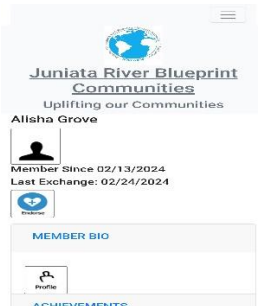 Juniata River Blueprint
Communities
Uplifting our Communities
Alisha Grove
Member Since 02/13/2024
Last Exchange: 02/24/2024
Endorse
MEMBER BIO
Profile
ACHIEVEMENTS